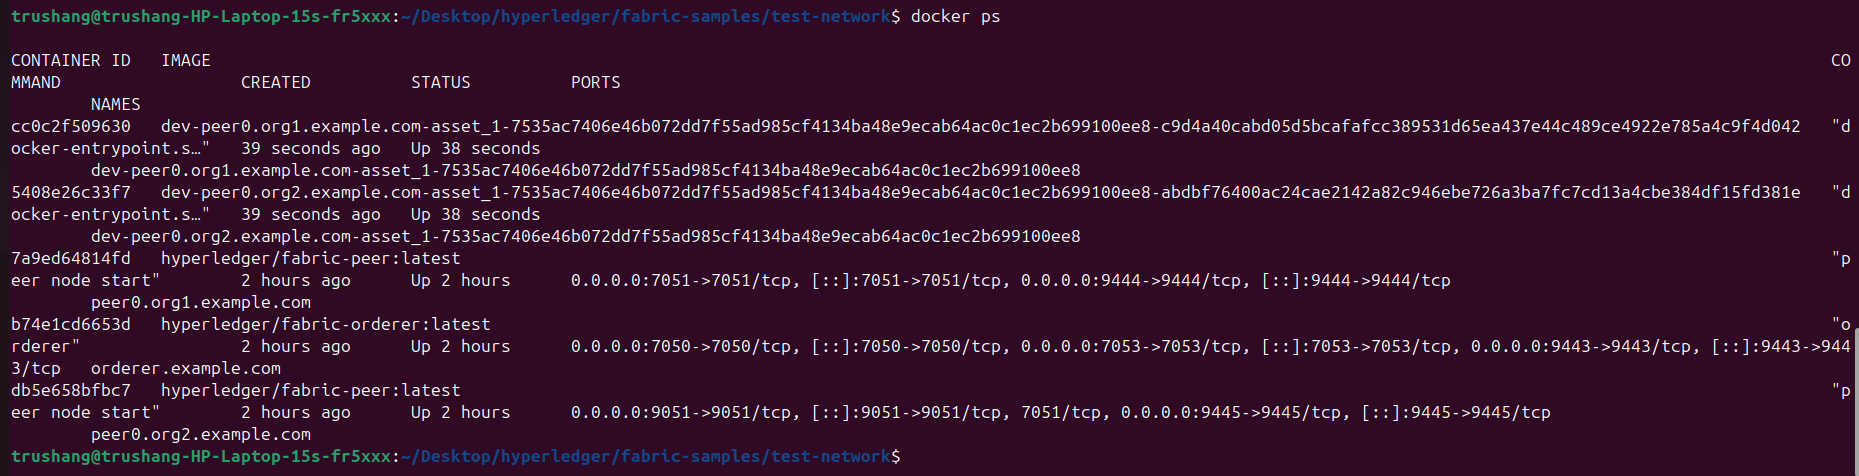 trushang@trushang-HP-Laptop-15s-fr5xxx:~/Desktop/hyperledger/fabric-samples/test-network$ docker ps
CONTAINER ID   IMAGE                                                                                                                                                                  CO
MMAND                  CREATED          STATUS          PORTS
        NAMES
cc0c2f509630   dev-peer0.org1.example.com-asset_1-7535ac7406e46b072dd7f55ad985cf4134ba48e9ecab64ac0c1ec2b699100ee8-c9d4a40cabd05d5bcafafcc389531d65ea437e44c489ce4922e785a4c9f4d042   "d
ocker-entrypoint.s…"   39 seconds ago   Up 38 seconds
        dev-peer0.org1.example.com-asset_1-7535ac7406e46b072dd7f55ad985cf4134ba48e9ecab64ac0c1ec2b699100ee8
5408e26c33f7   dev-peer0.org2.example.com-asset_1-7535ac7406e46b072dd7f55ad985cf4134ba48e9ecab64ac0c1ec2b699100ee8-abdbf76400ac24cae2142a82c946ebe726a3ba7fc7cd13a4cbe384df15fd381e   "d
ocker-entrypoint.s…"   39 seconds ago   Up 38 seconds
        dev-peer0.org2.example.com-asset_1-7535ac7406e46b072dd7f55ad985cf4134ba48e9ecab64ac0c1ec2b699100ee8
7a9ed64814fd   hyperledger/fabric-peer:latest                                                                                                                                         "p
eer node start"        2 hours ago      Up 2 hours      0.0.0.0:7051->7051/tcp, [::]:7051->7051/tcp, 0.0.0.0:9444->9444/tcp, [::]:9444->9444/tcp
        peer0.org1.example.com
b74e1cd6653d   hyperledger/fabric-orderer:latest                                                                                                                                      "o
rderer"                2 hours ago      Up 2 hours      0.0.0.0:7050->7050/tcp, [::]:7050->7050/tcp, 0.0.0.0:7053->7053/tcp, [::]:7053->7053/tcp, 0.0.0.0:9443->9443/tcp, [::]:9443->944
3/tcp   orderer.example.com
db5e658bfbc7   hyperledger/fabric-peer:latest                                                                                                                                         "p
eer node start"        2 hours ago      Up 2 hours      0.0.0.0:9051->9051/tcp, [::]:9051->9051/tcp, 7051/tcp, 0.0.0.0:9445->9445/tcp, [::]:9445->9445/tcp
        peer0.org2.example.com
trushang@trushang-HP-Laptop-15s-fr5xxx:~/Desktop/hyperledger/fabric-samples/test-network$